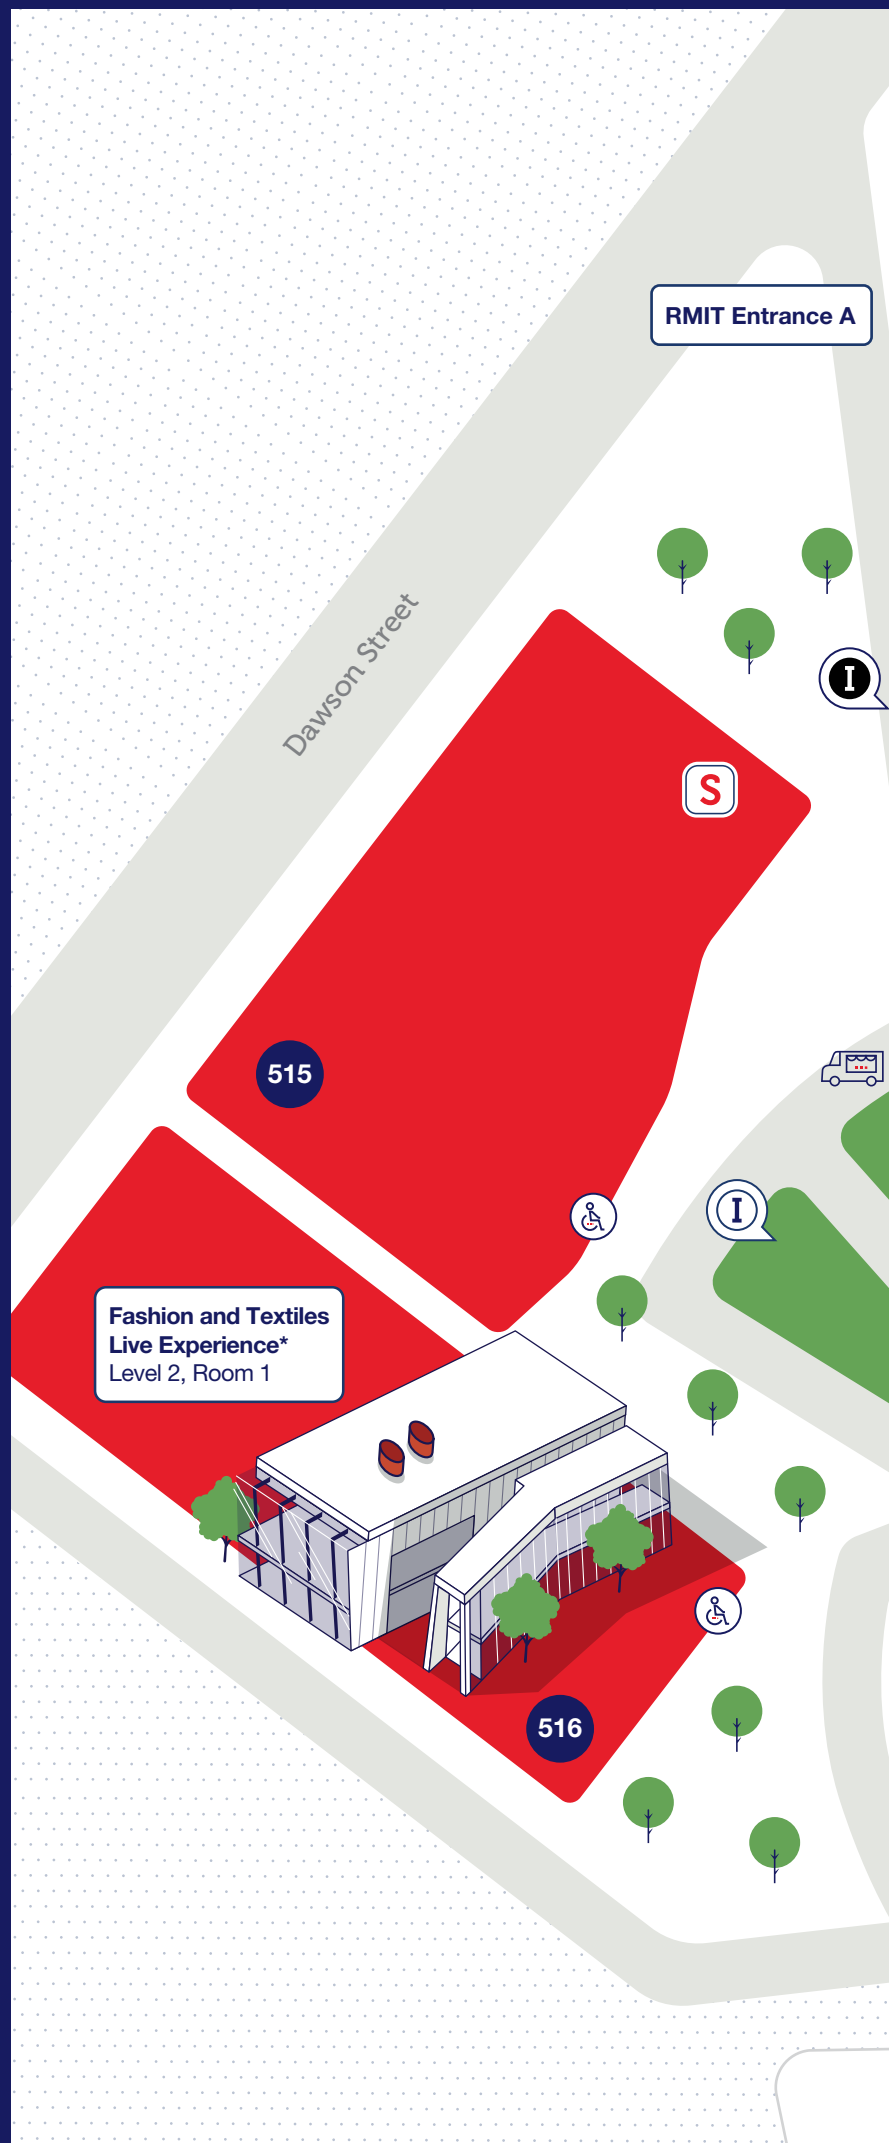 RMIT Entrance A
Dawson Street
I
S
515
I
Fashion and Textiles
Live Experience*
Level 2, Room 1
516